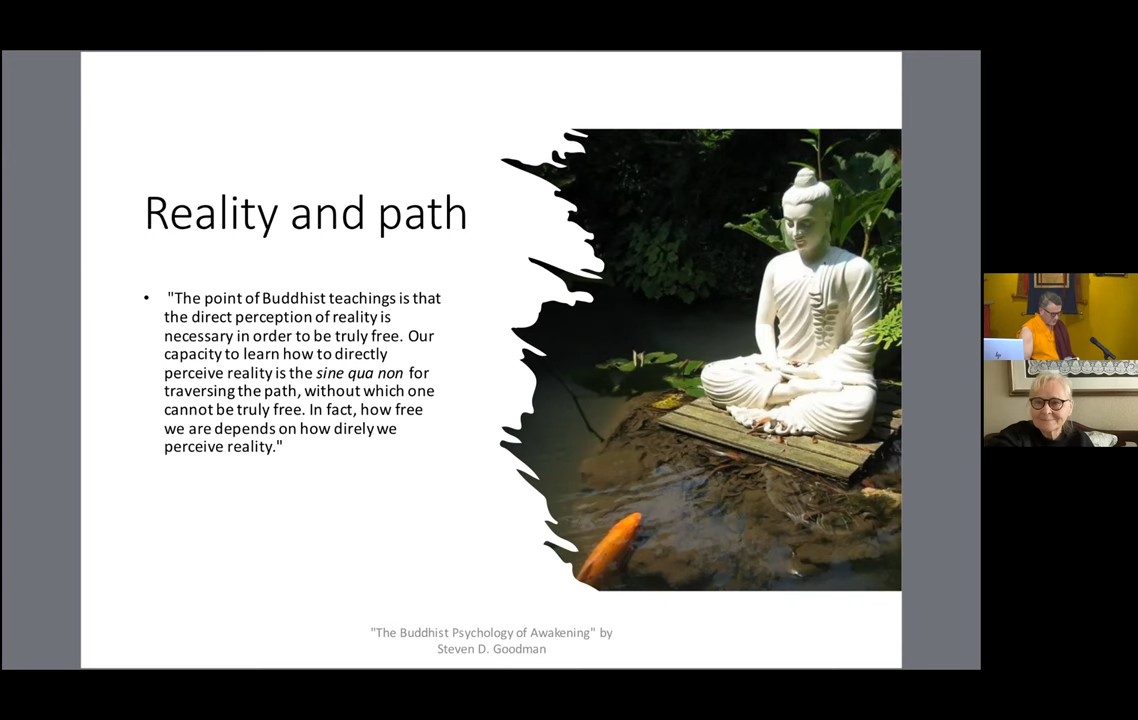 Reality and path
• "The point of Buddhist teachings is that
the direct perception of reality is
necessary in order to be truly free. Our
capacity to learn how to directly
perceive reality is the sine qua non for
traversing the path, without which one
cannot be truly free. In fact, how free
we are depends on how direly we
perceive reality."
"The Buddhist Psychology of Awakening" by
Steven D. Goodman